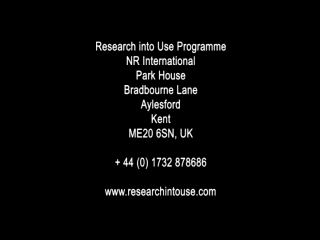 Research into Use Programme
NR International
Park House
Bradbourne Lane
Aylesford
Kent
ME20 6SN, UK
+ 44 (0) 1732 878686
www.researchintouse.com